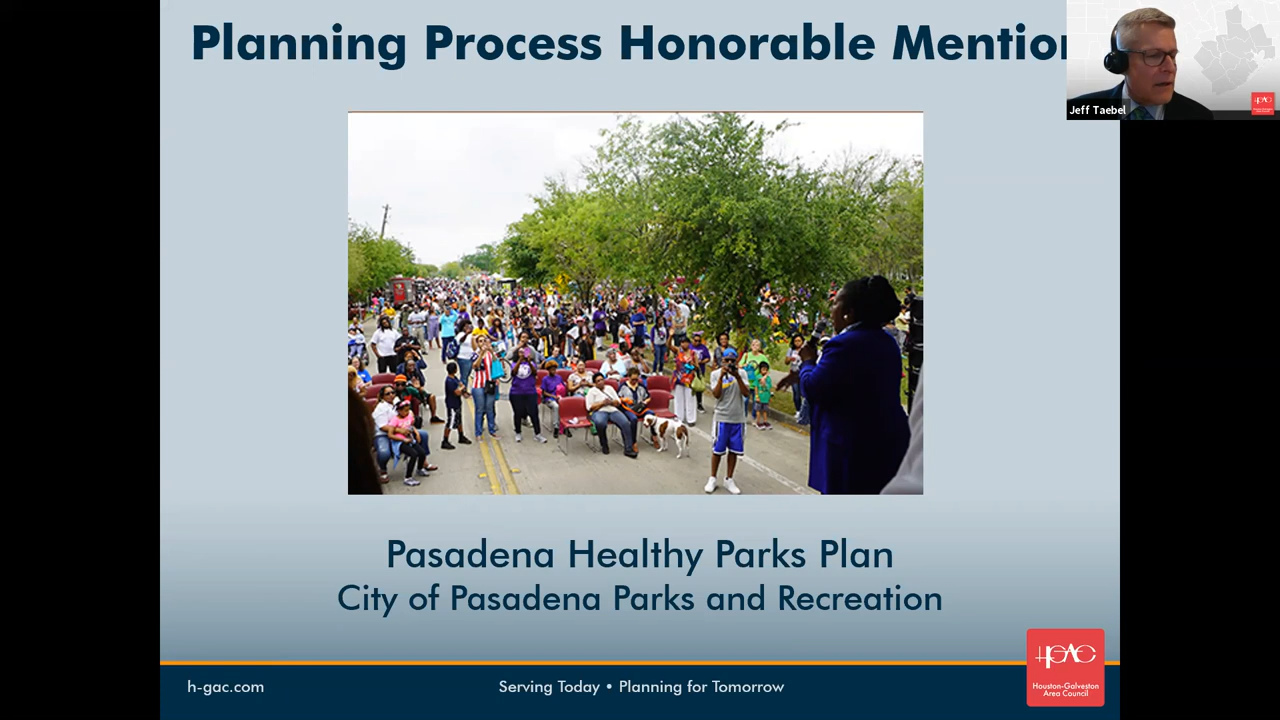 Planning Process Honorable Mention
Jeff Taebel
Pasadena Healthy Parks Plan
City of Pasadena Parks and Recreation
h-gac.com
Serving Today • Planning for Tomorrow
HGAC
Houston-Galveston
Area Council